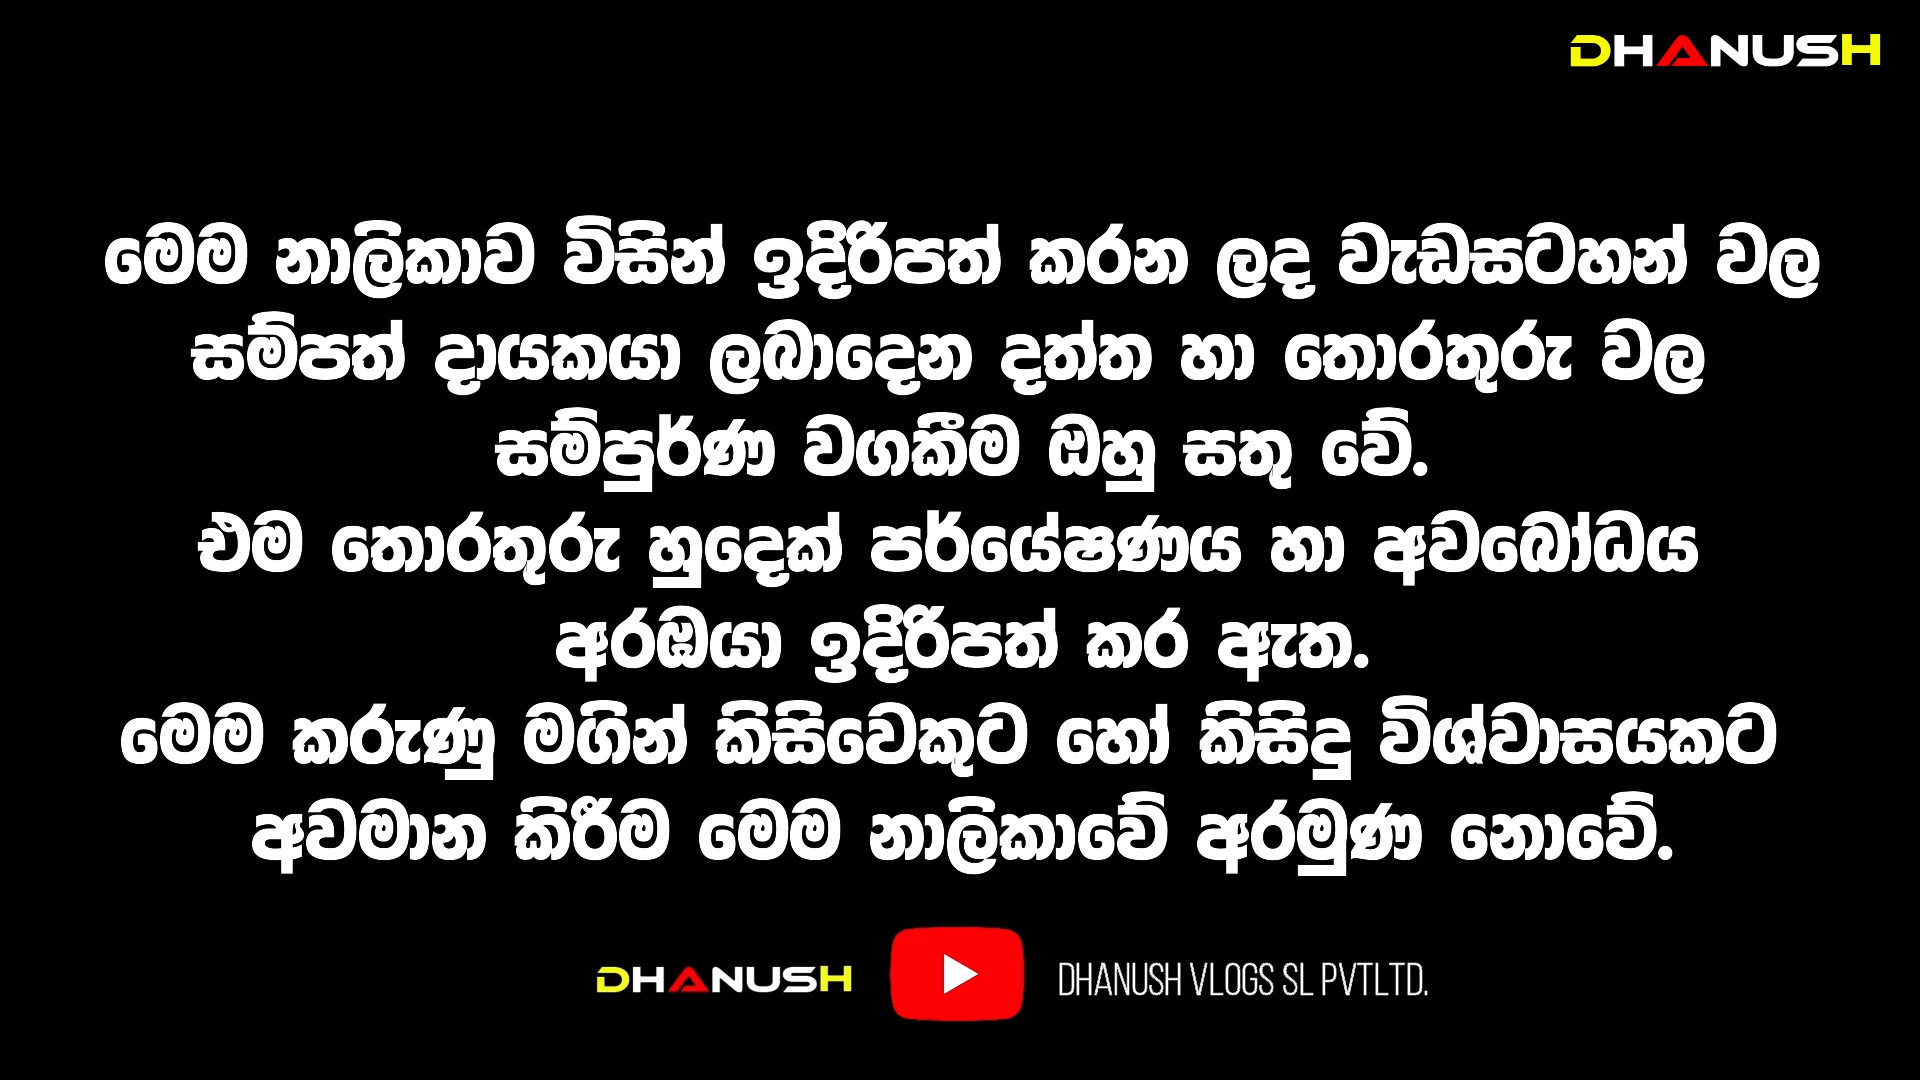 DHANUSH
මෙම නාලිකාව විසින් ඉදිරිපත් කරන ලද වැඩසටහන් වල
සම්පත් දායකයා ලබාදෙන දත්ත හා තොරතුරු වල
සම්පුර්ණ වගකීම ඔහු සතු වේ.
එම තොරතුරු හුදෙක් පර්යේෂණය හා අවබෝධය
අරඹයා ඉදිරිපත් කර ඇත.
මෙම කරුණු මගින් කිසිවෙකුට හෝ කිසිදු විශ්වාසයකට
අවමාන කිරීම මෙම නාලිකාවේ අරමුණ නොවේ.
DHANUSH DHANUSH VLOGS SL PVTLTD.